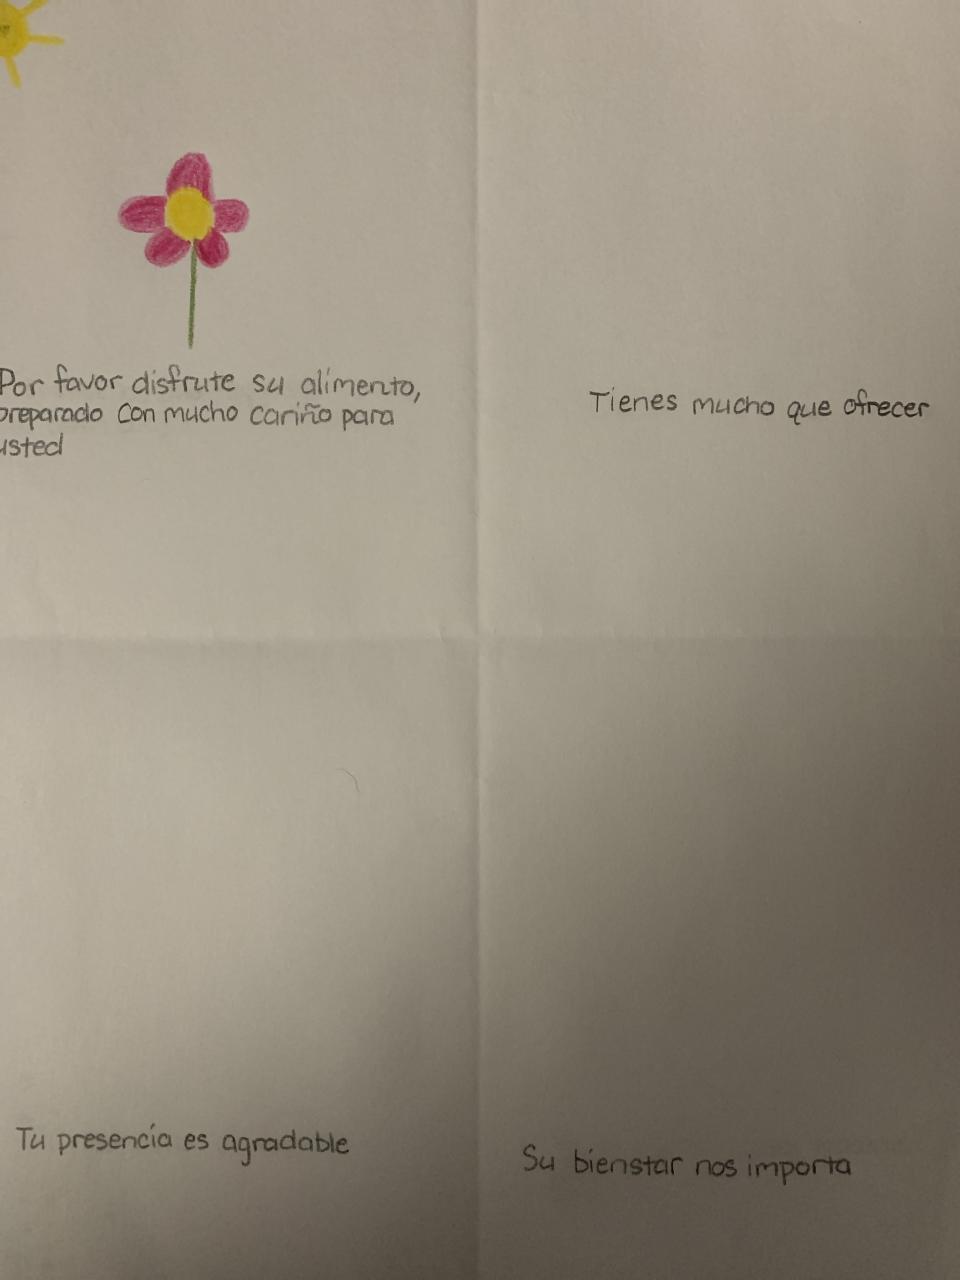 Por favor disfrute su alimento,
preparado con mucho cariño para
usted
Tienes mucho que ofrecer
Tu presencia es agradable
Su bienstar nos importa